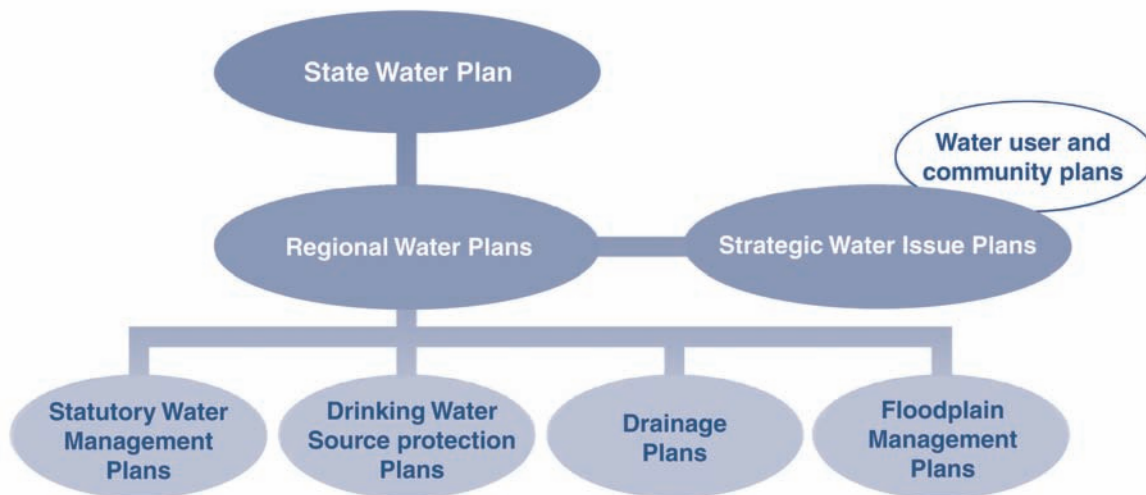 State Water Plan
Water user and
community plans
Regional Water Plans
Strategic Water Issue Plans
Statutory Water
Management
Plans
Drinking Water
Source protection
Plans
Drainage
Plans
Floodplain
Management
Plans